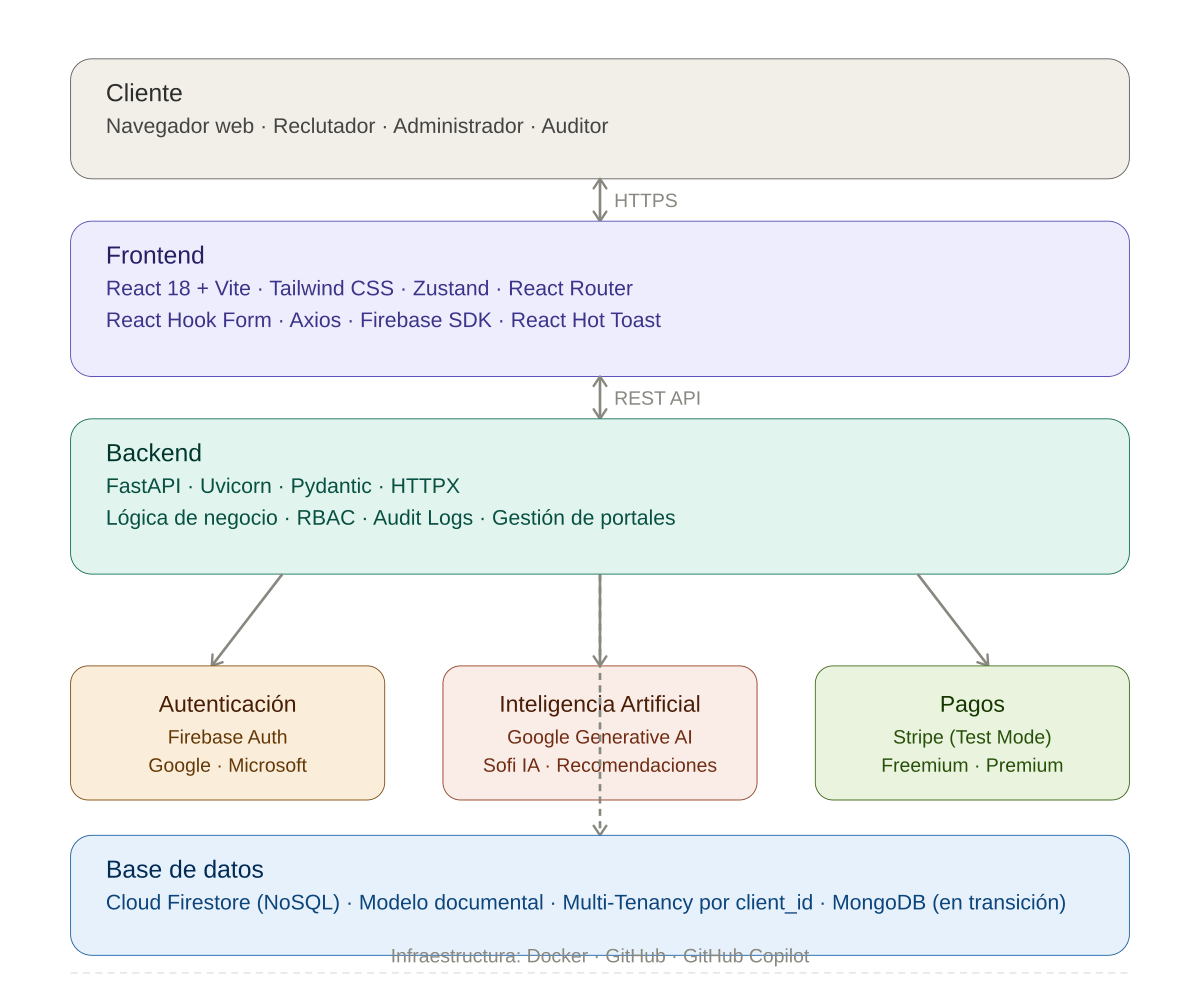 Cliente
Navegador web · Reclutador · Administrador · Auditor
HTTPS
Frontend
React 18 + Vite · Tailwind CSS · Zustand · React Router
React Hook Form · Axios · Firebase SDK · React Hot Toast
REST API
Backend
FastAPI · Uvicorn · Pydantic · HTTPX
Lógica de negocio · RBAC · Audit Logs · Gestión de portales
Autenticación
Firebase Auth
Google · Microsoft
Inteligencia Artificial
Google Generative AI
Sofi IA · Recomendaciones
Pagos
Stripe (Test Mode)
Freemium · Premium
Base de datos
Cloud Firestore (NoSQL) · Modelo documental · Multi-Tenancy por client_id · MongoDB (en transición)
Infraestructura: Docker · GitHub · GitHub Copilot